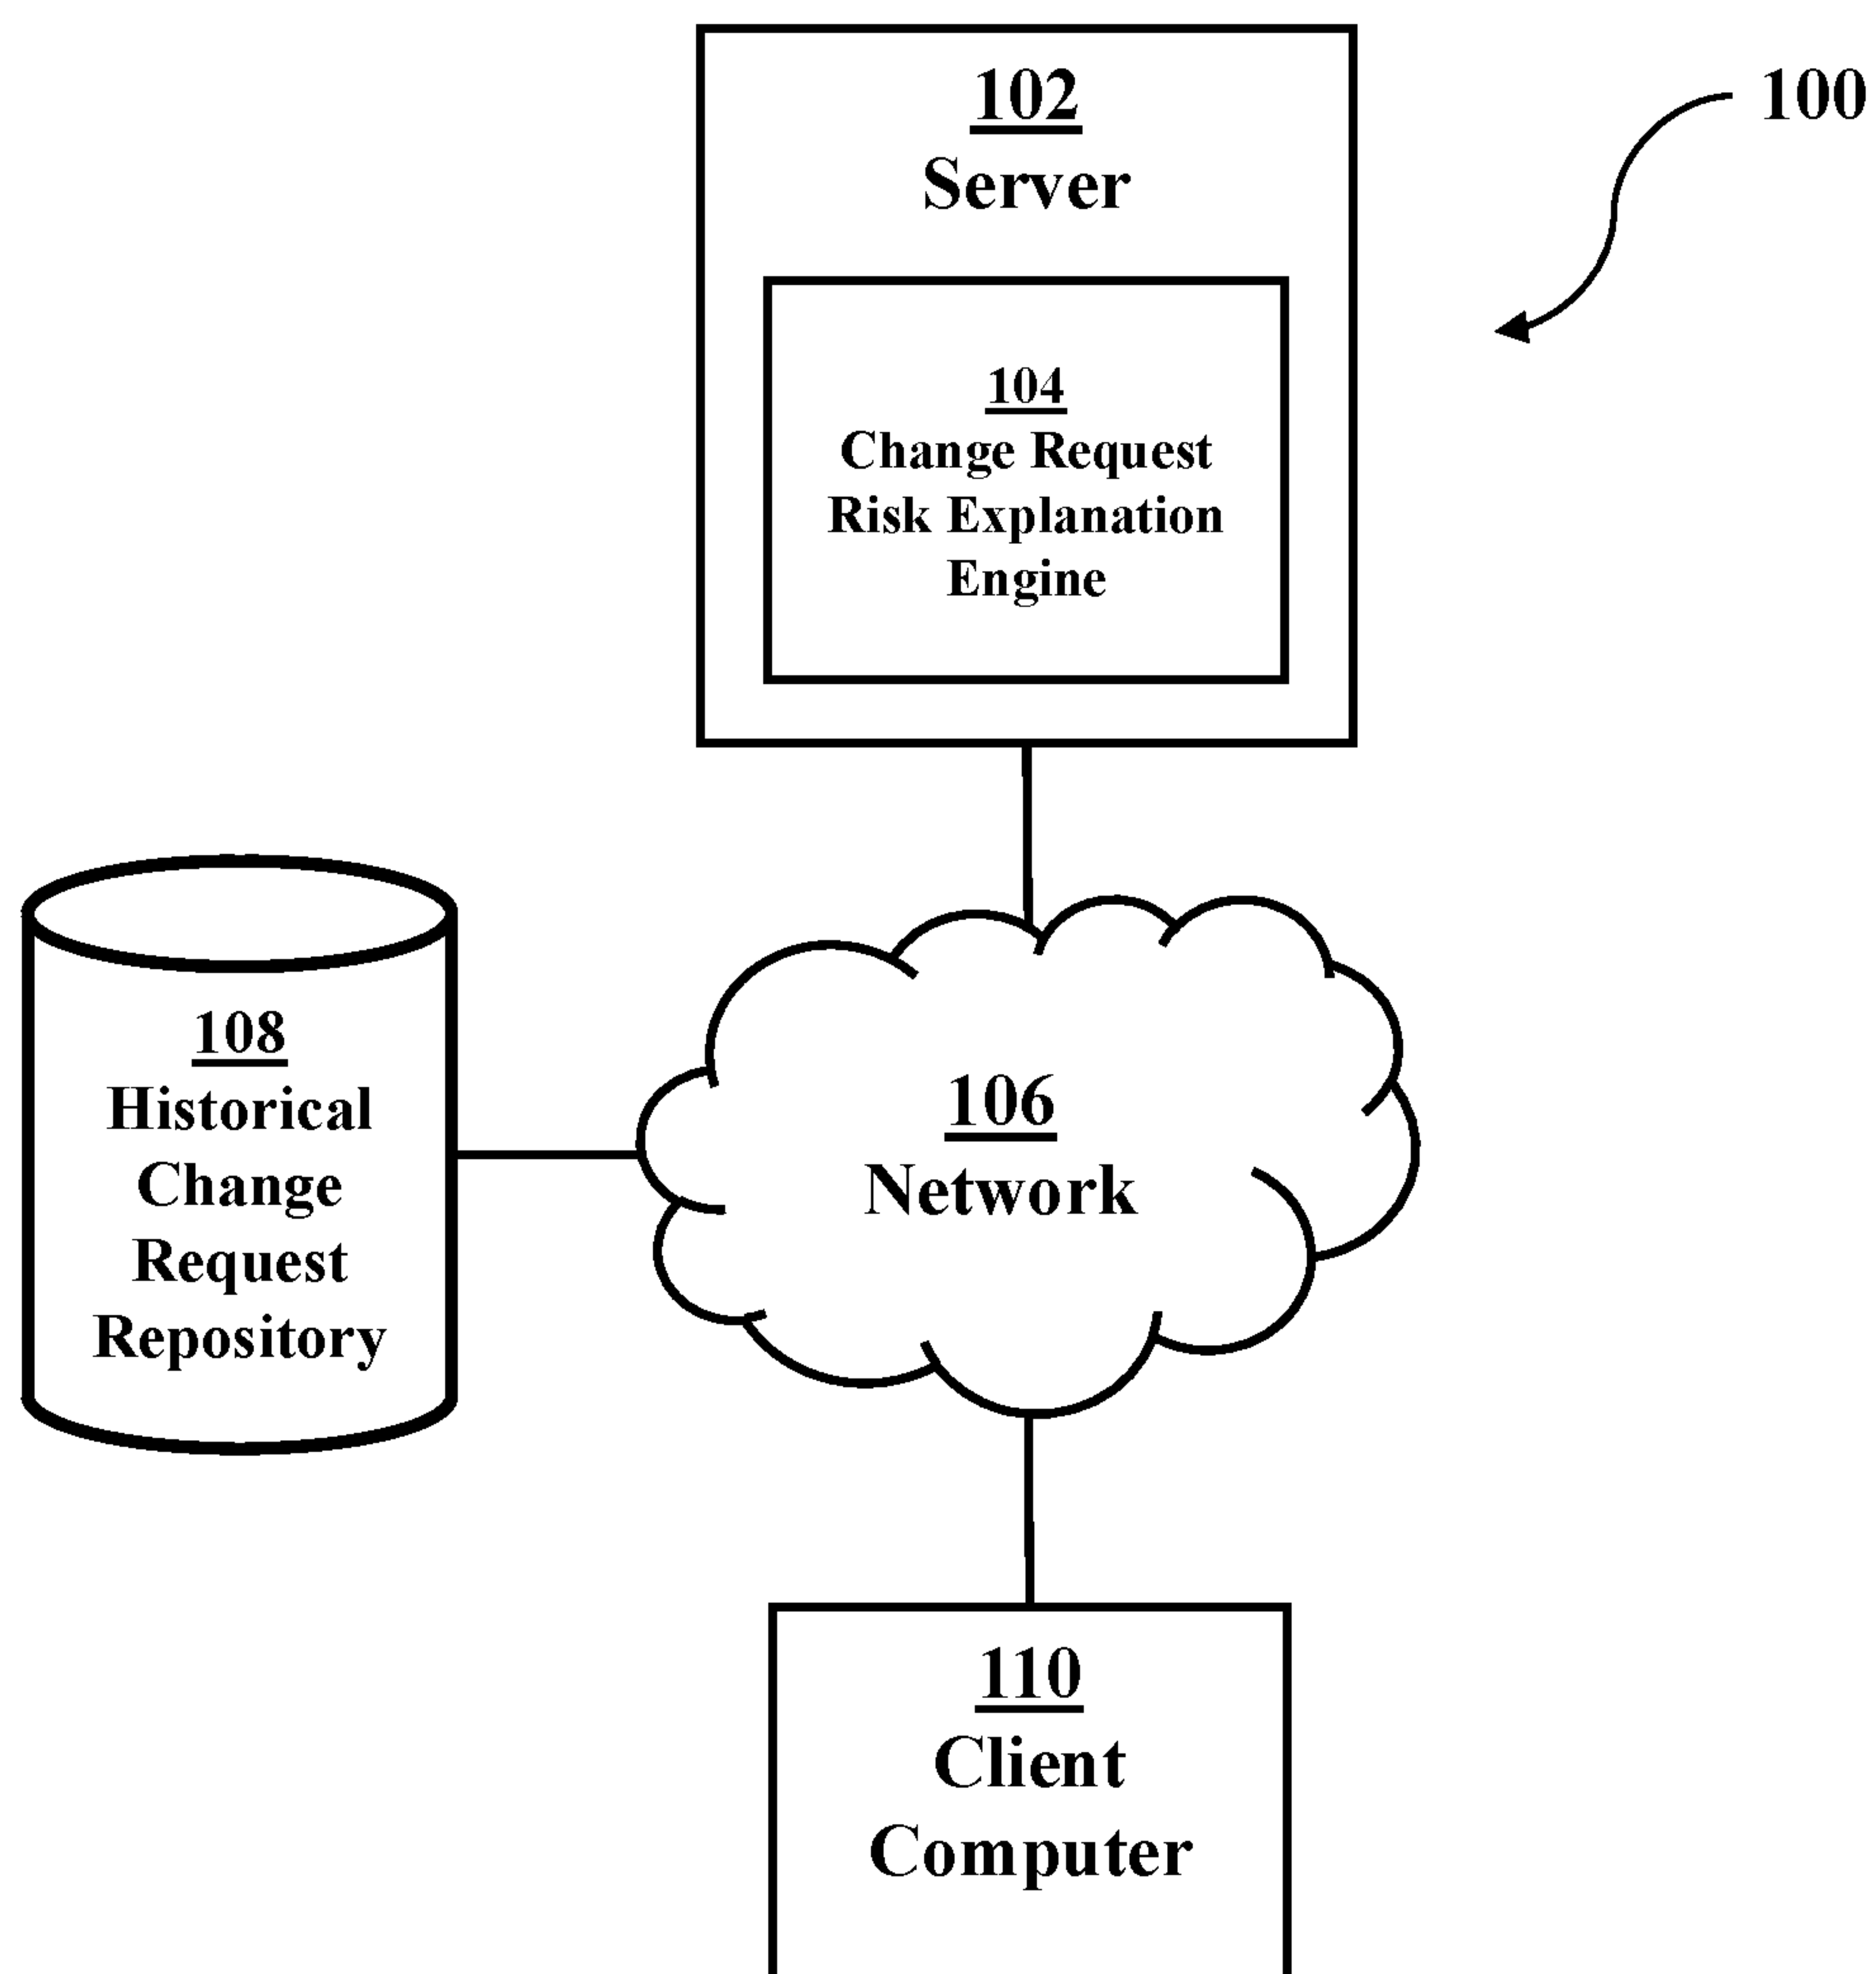 102
Server
100
104
Change Request
Risk Explanation
Engine
108
Historical
Change
Request
Repository
106
Network
110
Client
Computer